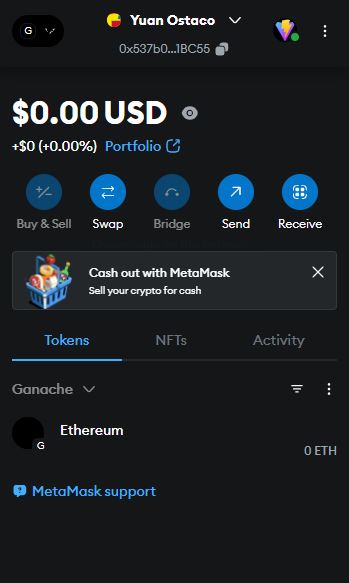 G
Yuan Ostaco
0x537b0...1BC55
$0.00 USD
+$0 (+0.00%) Portfolio
Buy & Sell Swap Bridge Send Receive
Cash out with MetaMask
Sell your crypto for cash
Tokens NFTs Activity
Ganache
Ethereum
G
0 ETH
MetaMask support